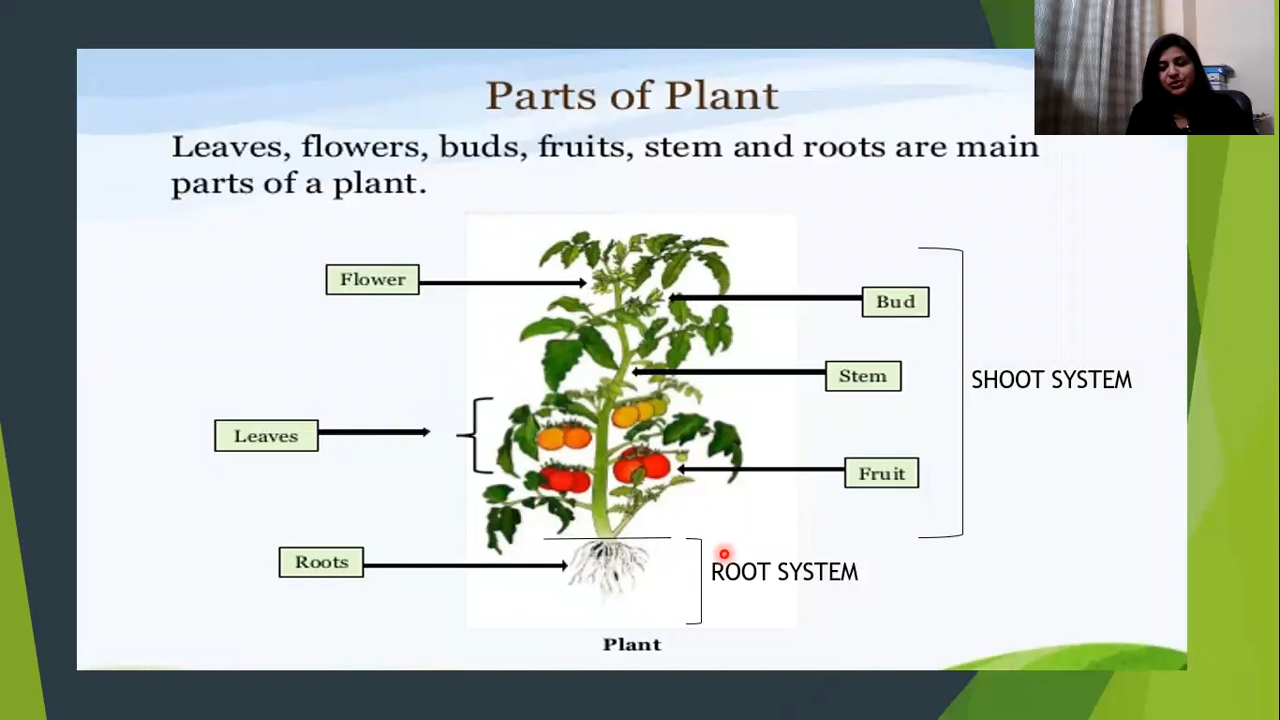 Parts of Plant
Leaves, flowers, buds, fruits, stem and roots are main
parts of a plant.
Flower
Bud
Stem
SHOOT SYSTEM
Leaves
Fruit
Roots
ROOT SYSTEM
Plant